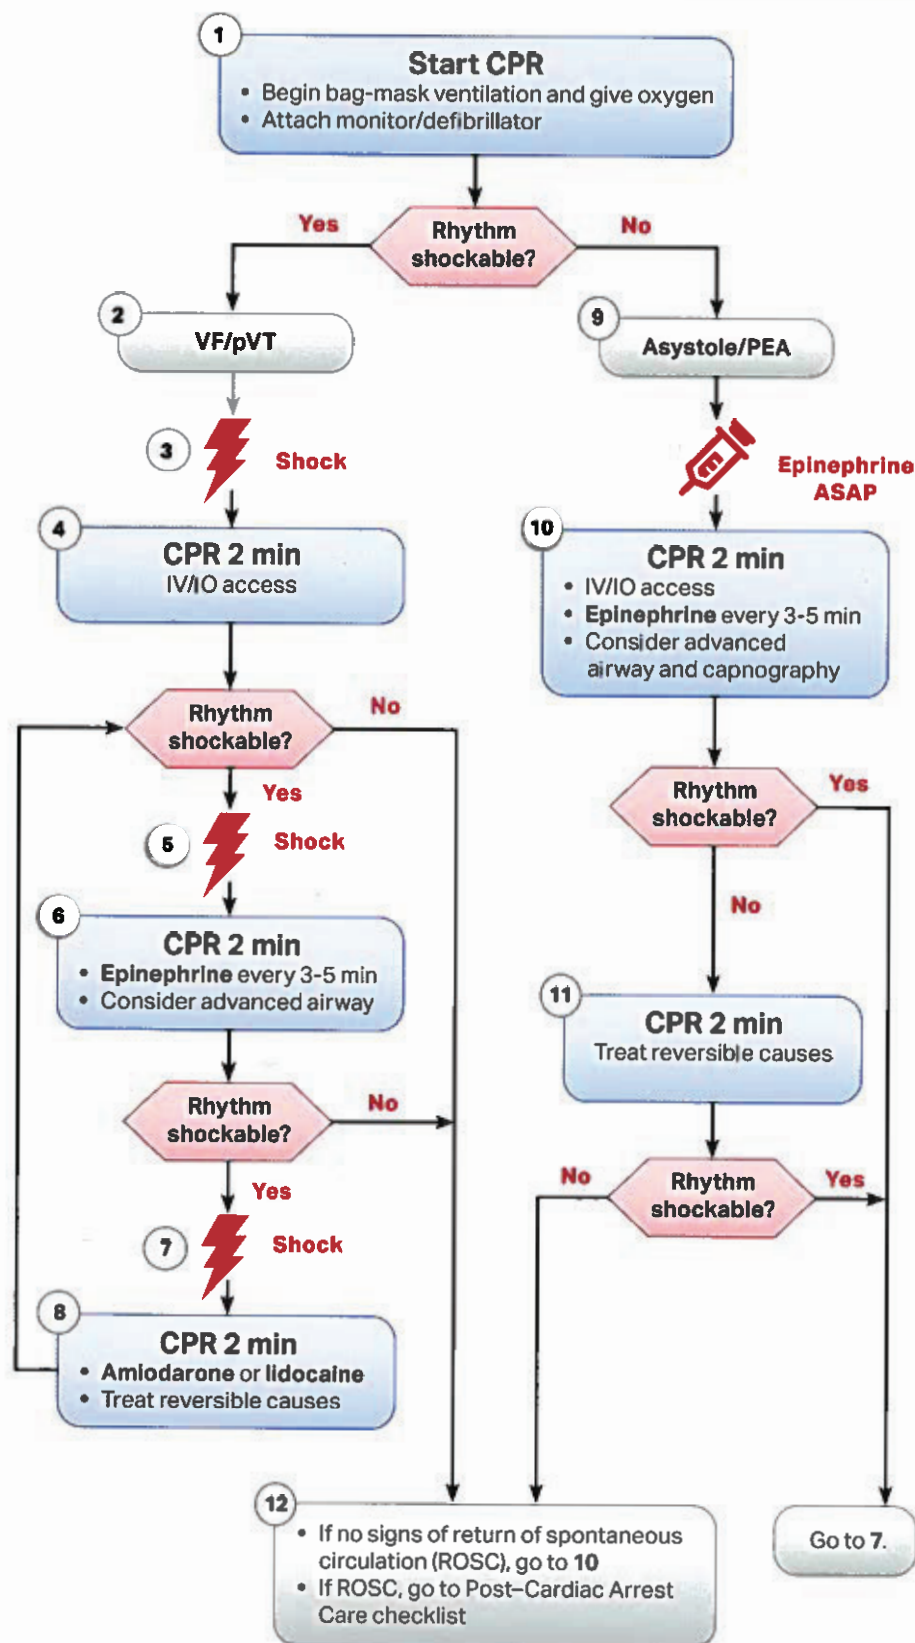 1
Start CPR
• Begin bag-mask ventilation and give oxygen
• Attach monitor/defibrillator
Rhythm
shockable?
Yes
No
2
VF/pVT
3
Shock
4
CPR 2 min
IV/IO access
Rhythm
shockable?
No
Yes
5
Shock
6
CPR 2 min
• Epinephrine every 3-5 min
• Consider advanced airway
Rhythm
shockable?
No
Yes
7
Shock
8
CPR 2 min
• Amiodarone or lidocaine
• Treat reversible causes
9
Asystole/PEA
Epinephrine
ASAP
10
CPR 2 min
• IV/IO access
• Epinephrine every 3-5 min
• Consider advanced
airway and capnography
Rhythm
shockable?
Yes
No
11
CPR 2 min
Treat reversible causes
Rhythm
shockable?
No
Yes
12
• If no signs of return of spontaneous
circulation (ROSC), go to 10
• If ROSC, go to Post–Cardiac Arrest
Care checklist
Go to 7.